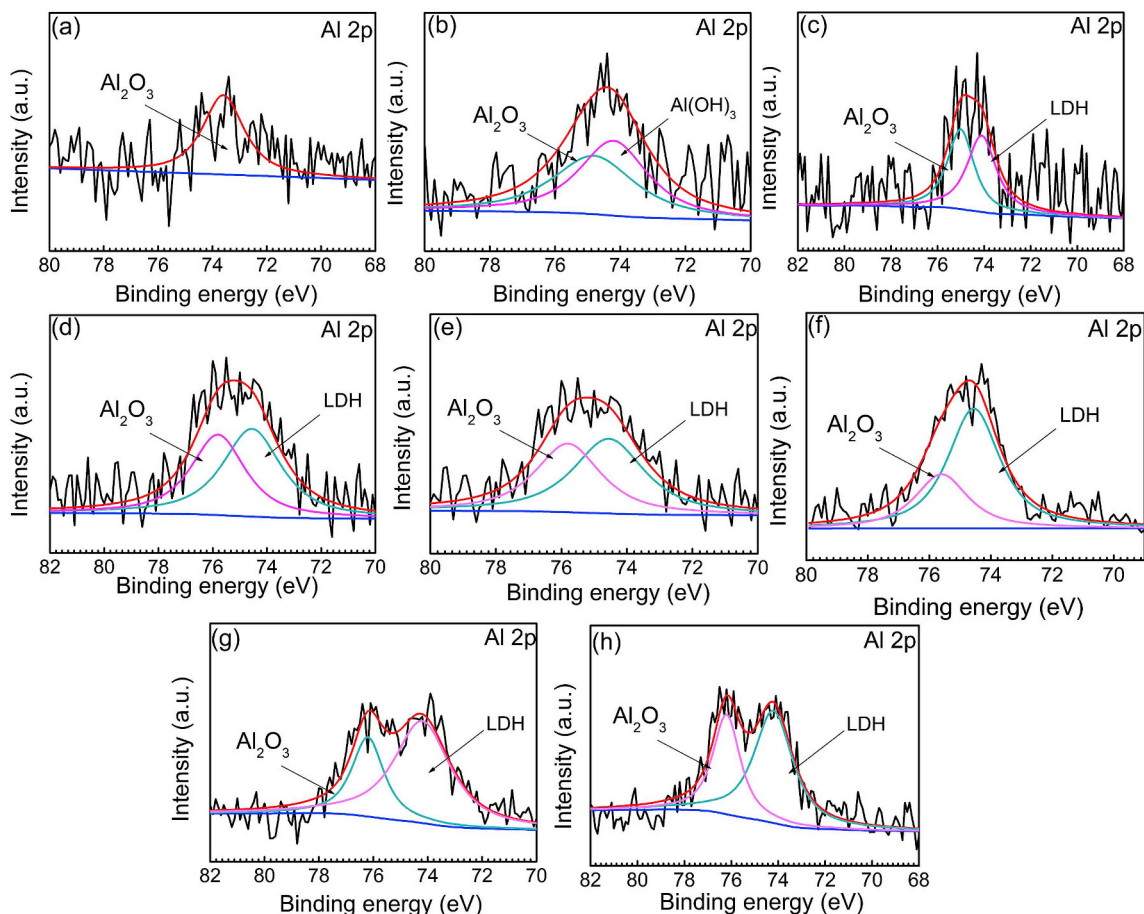 (a) Al 2p
Al₂O₃
Intensity (a.u.)
80 78 76 74 72 70 68
Binding energy (eV)
(b) Al 2p
Al₂O₃ Al(OH)₃
Intensity (a.u.)
80 78 76 74 72 70
Binding energy (eV)
(c) Al 2p
Al₂O₃ LDH
Intensity (a.u.)
82 80 78 76 74 72 70 68
Binding energy (eV)
(d) Al 2p
Al₂O₃ LDH
Intensity (a.u.)
82 80 78 76 74 72 70
Binding energy (eV)
(e) Al 2p
Al₂O₃ LDH
Intensity (a.u.)
80 78 76 74 72 70
Binding energy (eV)
(f) Al 2p
Al₂O₃ LDH
Intensity (a.u.)
80 78 76 74 72 70
Binding energy (eV)
(g) Al 2p
Al₂O₃ LDH
Intensity (a.u.)
82 80 78 76 74 72 70
Binding energy (eV)
(h) Al 2p
Al₂O₃ LDH
Intensity (a.u.)
82 80 78 76 74 72 70 68
Binding energy (eV)